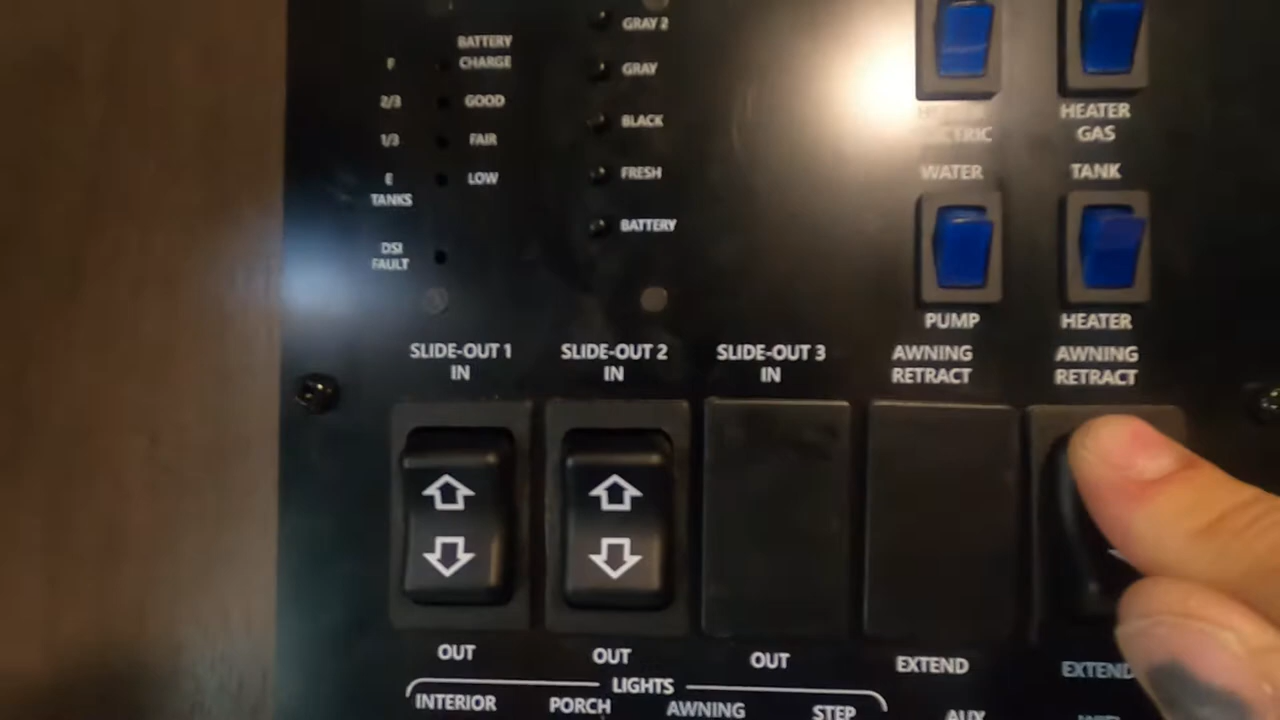 GRAY 2
BATTERY
CHARGE
F
GRAY
2/3
GOOD
BLACK
1/3
FAIR
E
LOW
FRESH
TANKS
BATTERY
DSI
FAULT
HEATER
GAS
WATER
TANK
PUMP
HEATER
SLIDE-OUT 1
IN
SLIDE-OUT 2
IN
SLIDE-OUT 3
IN
AWNING
RETRACT
AWNING
RETRACT
OUT
OUT
OUT
EXTEND
EXTEND
LIGHTS
INTERIOR
PORCH
AWNING
STEP
AUX